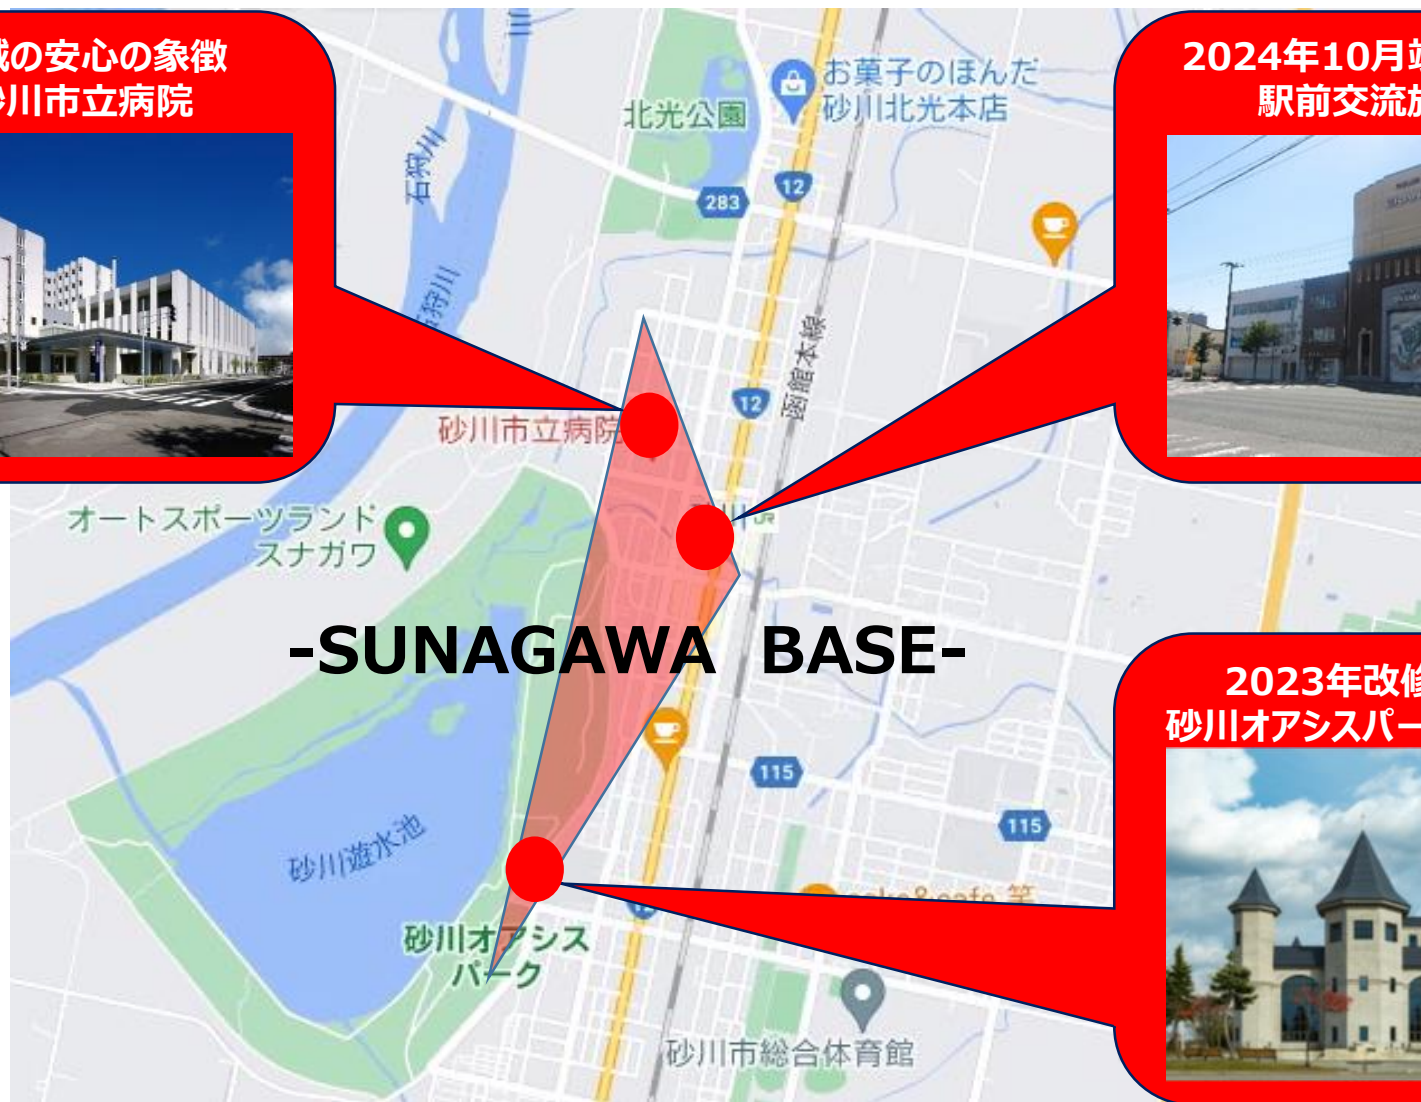 の安心の象徴
川市立病院
2024年10月
駅前交流
お菓子のほんだ
砂川北光本店
北光公園
石狩川
283
12
石狩川
函館本線
12
砂川市立病院
オートスポーツランド
スナガワ
-SUNAGAWA BASE-
2023年改修
砂川オアシスパー
115
115
砂川遊水池
12
砂川オアシス
パーク
砂川市総合体育館